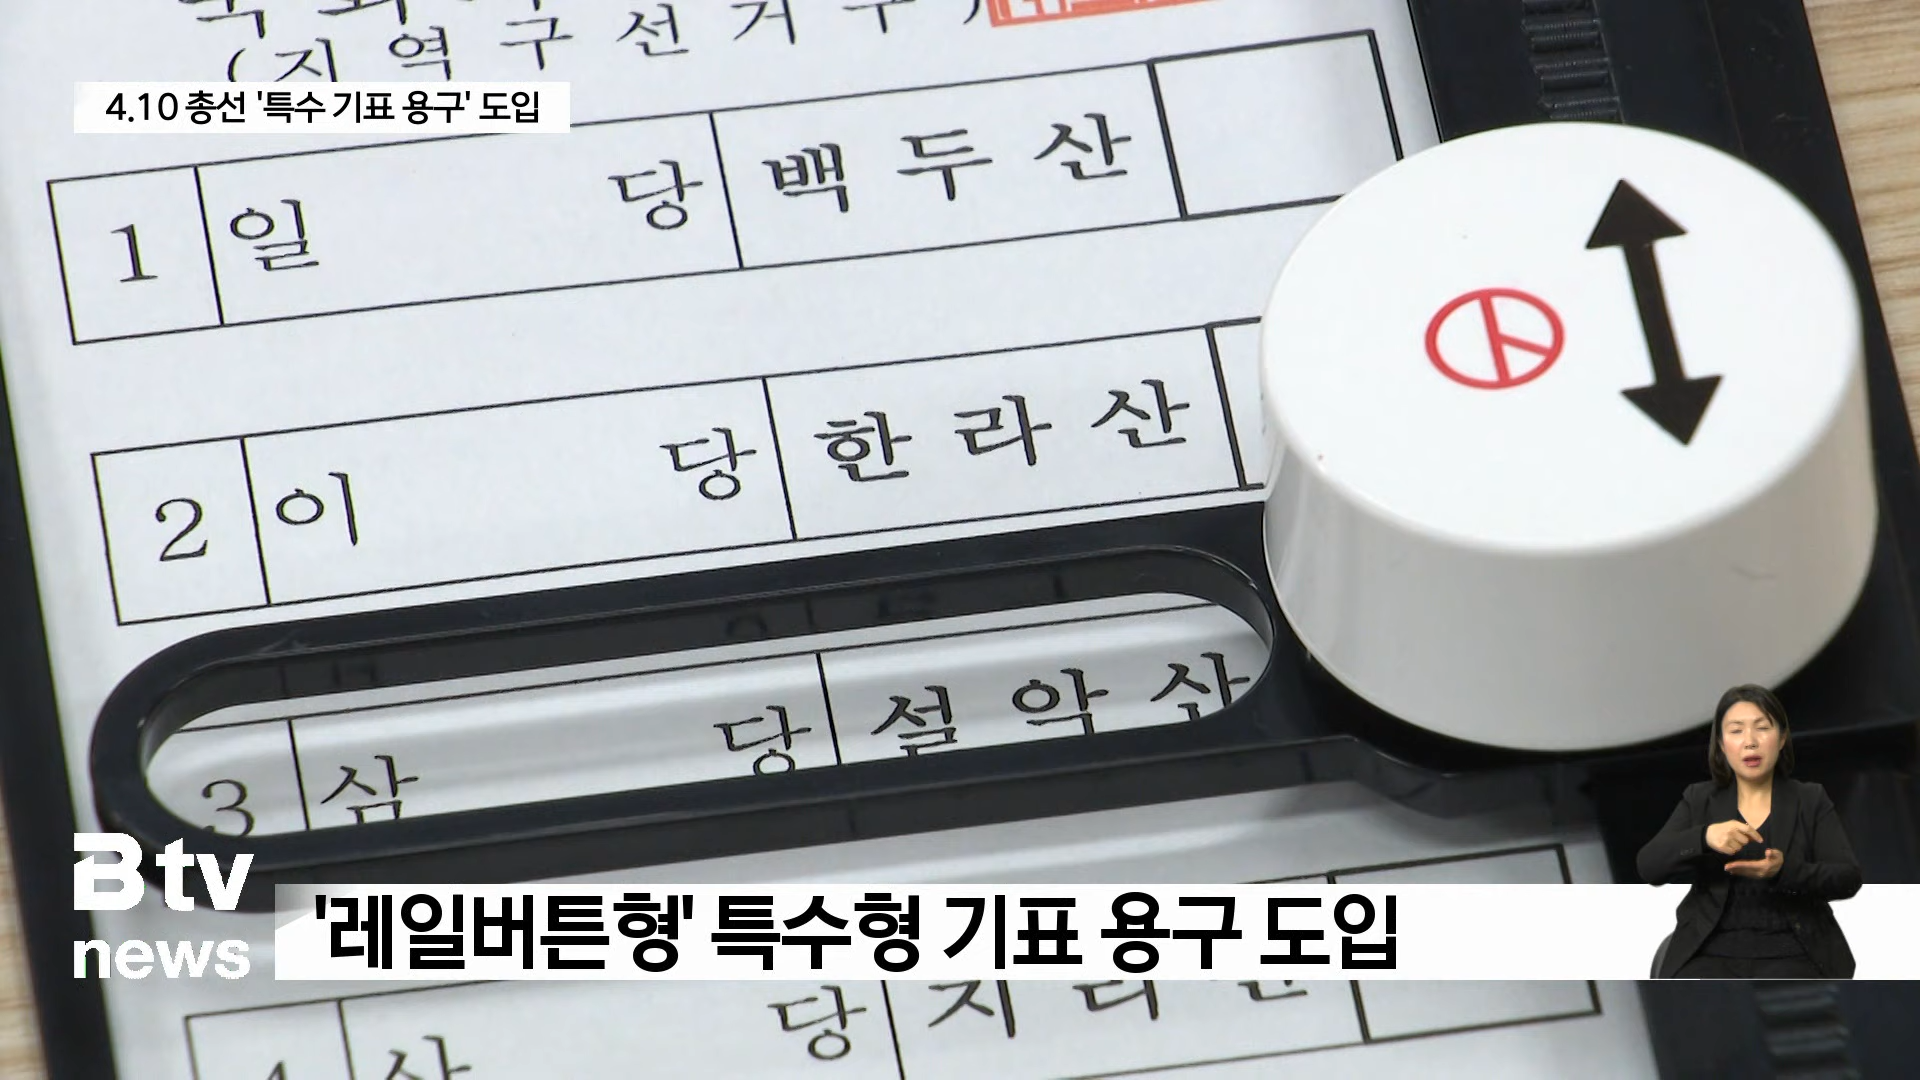 (지역구선거구)
4.10 총선 '특수 기표 용구' 도입
1 일 당 백두산
2 이 당 한라산
3 삼 당 설악산
B tv
news
'레일버튼형' 특수형 기표 용구 도입
당